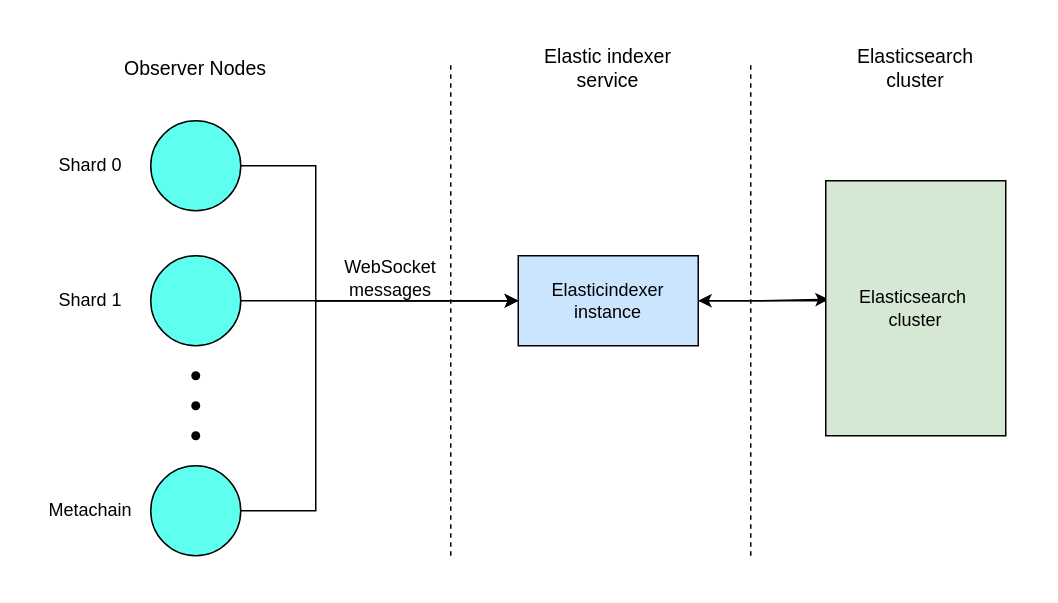 Observer Nodes
Elastic indexer
service
Elasticsearch
cluster
Shard 0
Shard 1
WebSocket
messages
Elasticindexer
instance
Elasticsearch
cluster
Metachain